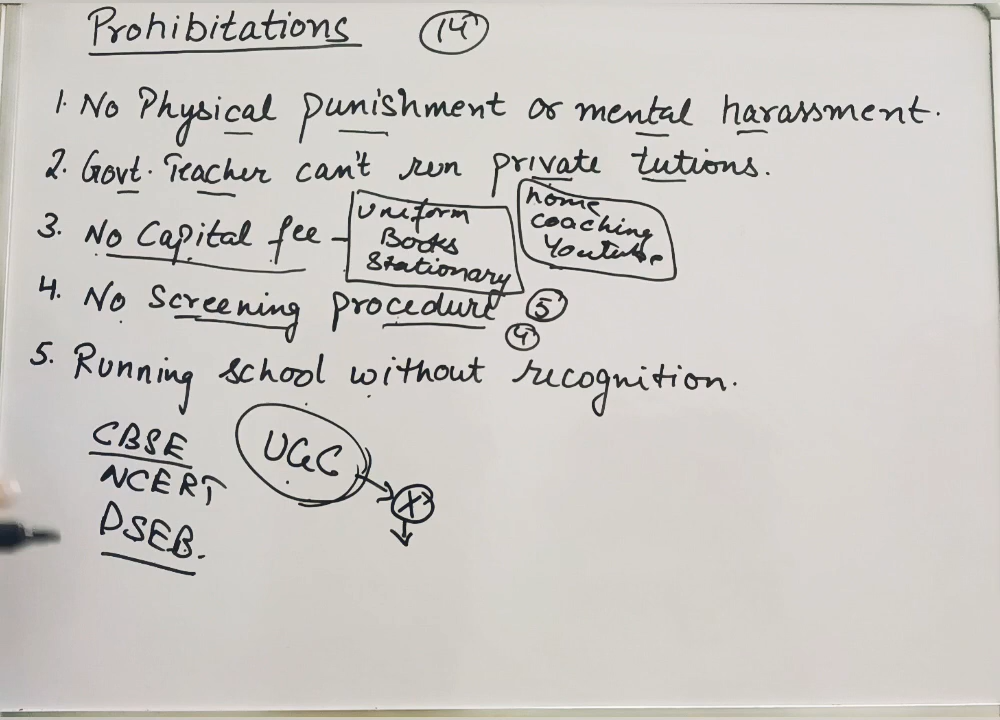 Prohibitations 14
1. No Physical punishment or mental harassment.
2. Govt. Teacher can't run private tutions.
3. No Capital fee - Uniform
Books
Stationary
home
coaching
Youtube
4. No Screening procedure 5
4
5. Running school without recognition.
CBSE
NCERT
PSEB.
UGC
X